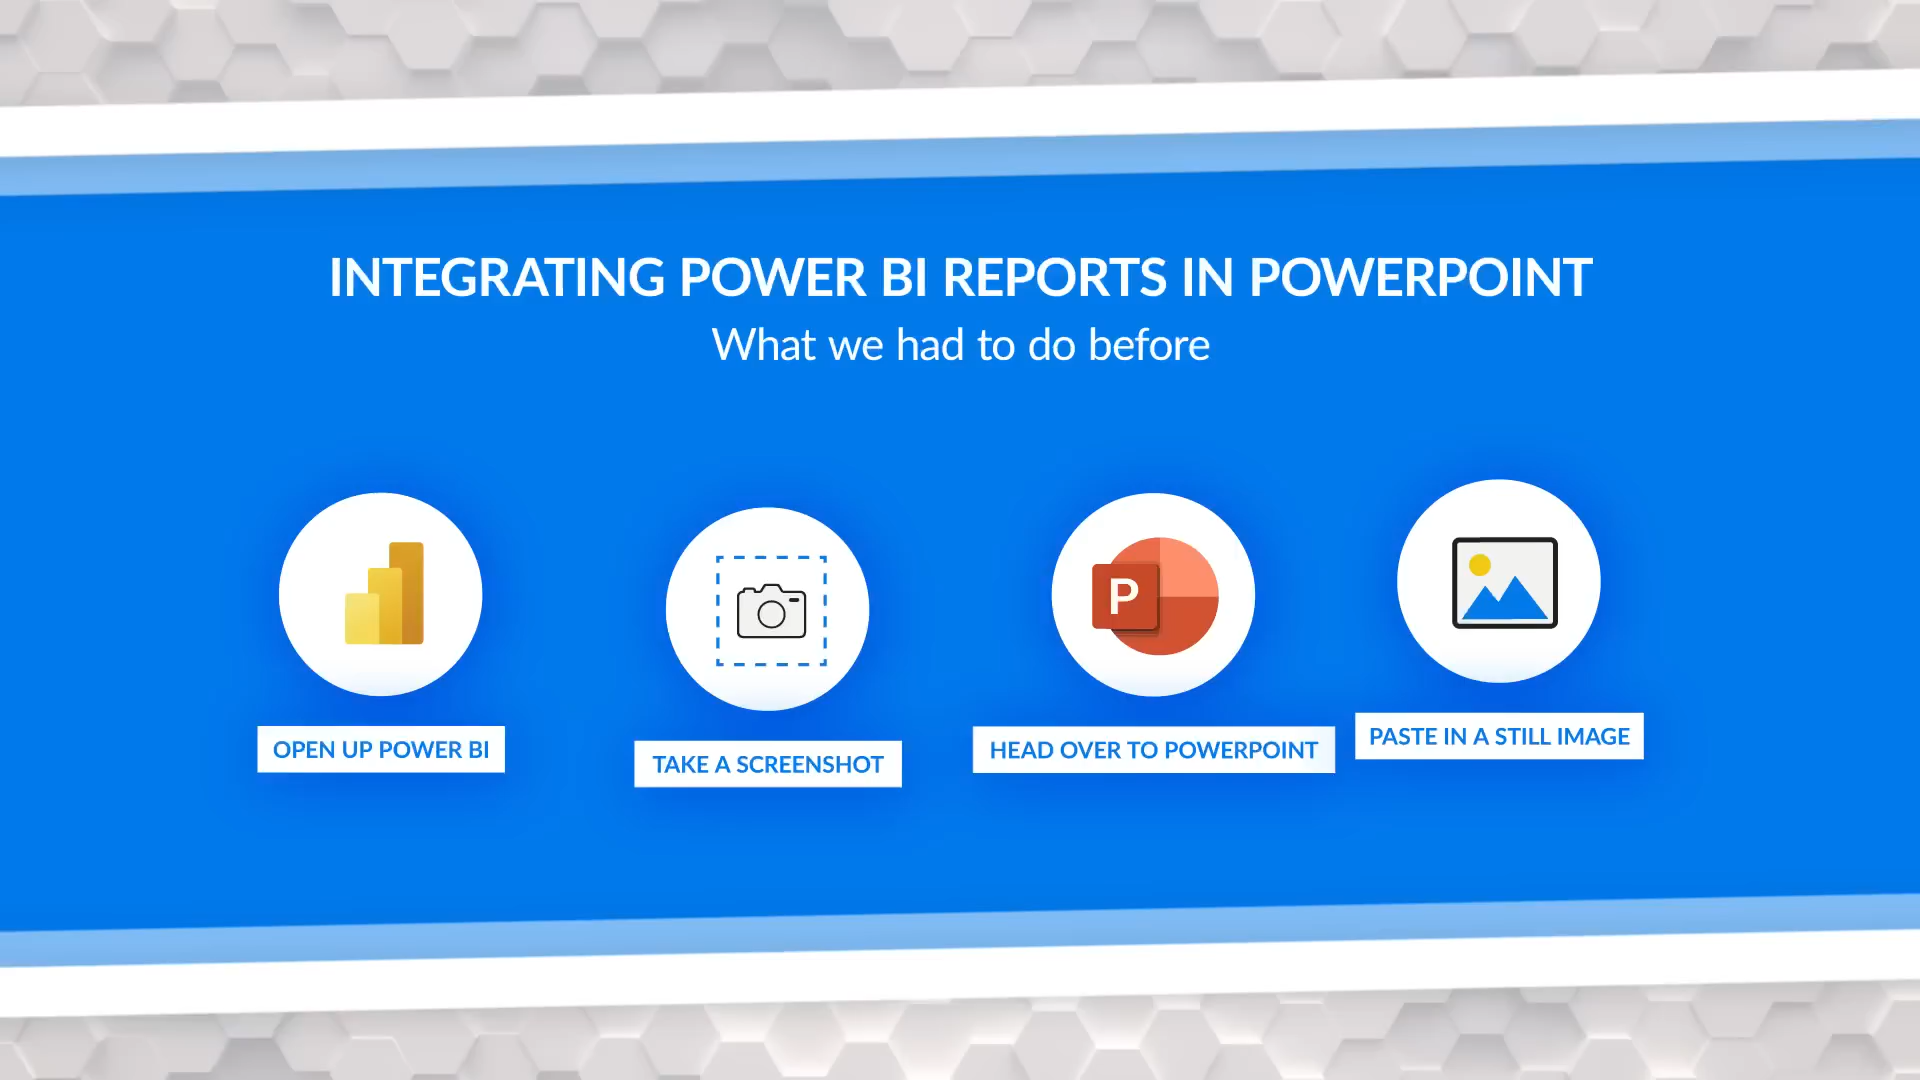 INTEGRATING POWER BI REPORTS IN POWERPOINT
What we had to do before
P
OPEN UP POWER BI
TAKE A SCREENSHOT
HEAD OVER TO POWERPOINT
PASTE IN A STILL IMAGE